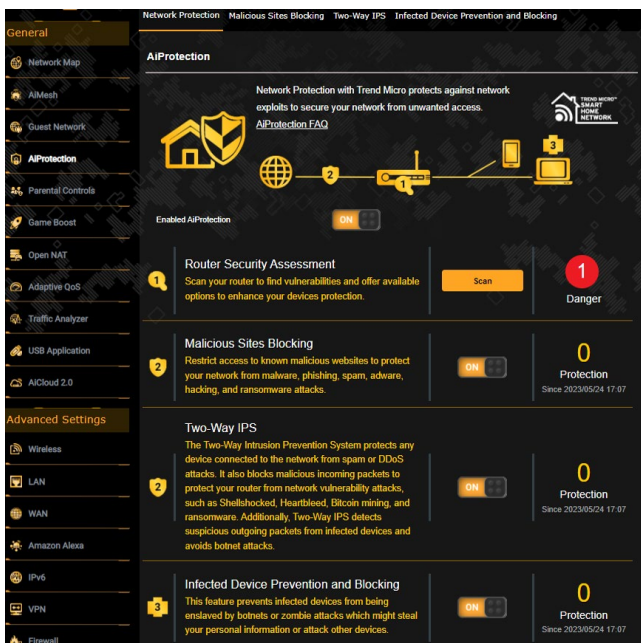 Network Protection Malicious Sites Blocking Two-Way IPS Infected Device Prevention and Blocking
General
Network Map
AiMesh
Guest Network
AiProtection
Parental Controls
Game Boost
Open NAT
Adaptive QoS
Traffic Analyzer
USB Application
AiCloud 2.0
Advanced Settings
Wireless
LAN
WAN
Amazon Alexa
IPv6
VPN
Firewall
AiProtection
Network Protection with Trend Micro protects against network
exploits to secure your network from unwanted access.
AiProtection FAQ
TREND MICRO™
SMART
HOME
NETWORK
2
1
3
Enabled AiProtection
ON
1
Router Security Assessment
Scan your router to find vulnerabilities and offer available
options to enhance your devices protection.
Scan
1
Danger
2
Malicious Sites Blocking
Restrict access to known malicious websites to protect
your network from malware, phishing, spam, adware,
hacking, and ransomware attacks.
ON
0
Protection
Since 2023/05/24 17:07
2
Two-Way IPS
The Two-Way Intrusion Prevention System protects any
device connected to the network from spam or DDoS
attacks. It also blocks malicious incoming packets to
protect your router from network vulnerability attacks,
such as Shellshocked, Heartbleed, Bitcoin mining, and
ransomware. Additionally, Two-Way IPS detects
suspicious outgoing packets from infected devices and
avoids botnet attacks.
ON
0
Protection
Since 2023/05/24 17:07
3
Infected Device Prevention and Blocking
This feature prevents infected devices from being
enslaved by botnets or zombie attacks which might steal
your personal information or attack other devices.
ON
0
Protection
Since 2023/05/24 17:07